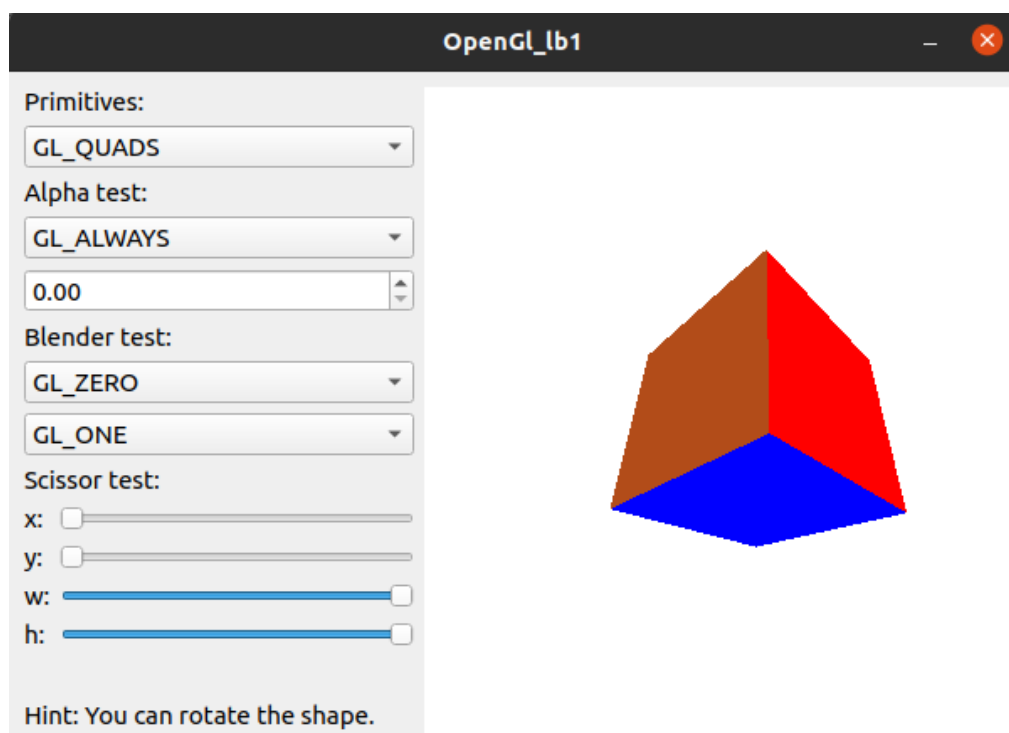 OpenGl_lb1
Primitives:
GL_QUADS
Alpha test:
GL_ALWAYS
0.00
Blender test:
GL_ZERO
GL_ONE
Scissor test:
x:
y:
w:
h:
Hint: You can rotate the shape.